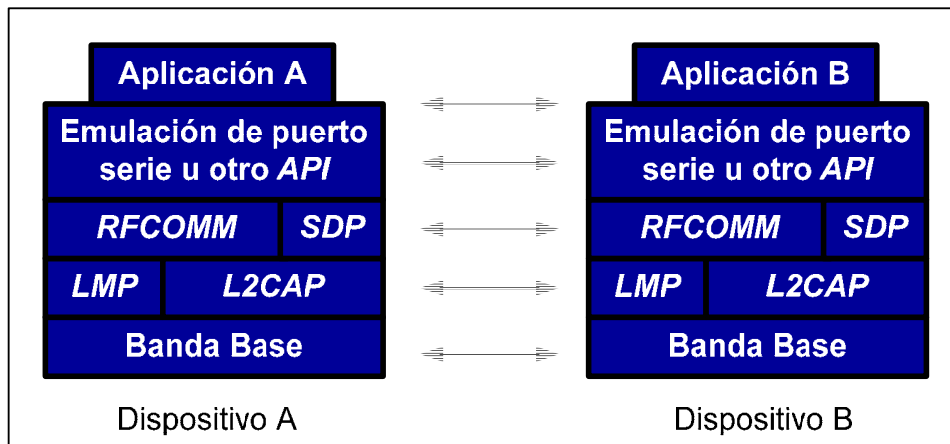 Aplicación A
Emulación de puerto
serie u otro API
RFCOMM SDP
LMP L2CAP
Banda Base
Dispositivo A
Aplicación B
Emulación de puerto
serie u otro API
RFCOMM SDP
LMP L2CAP
Banda Base
Dispositivo B